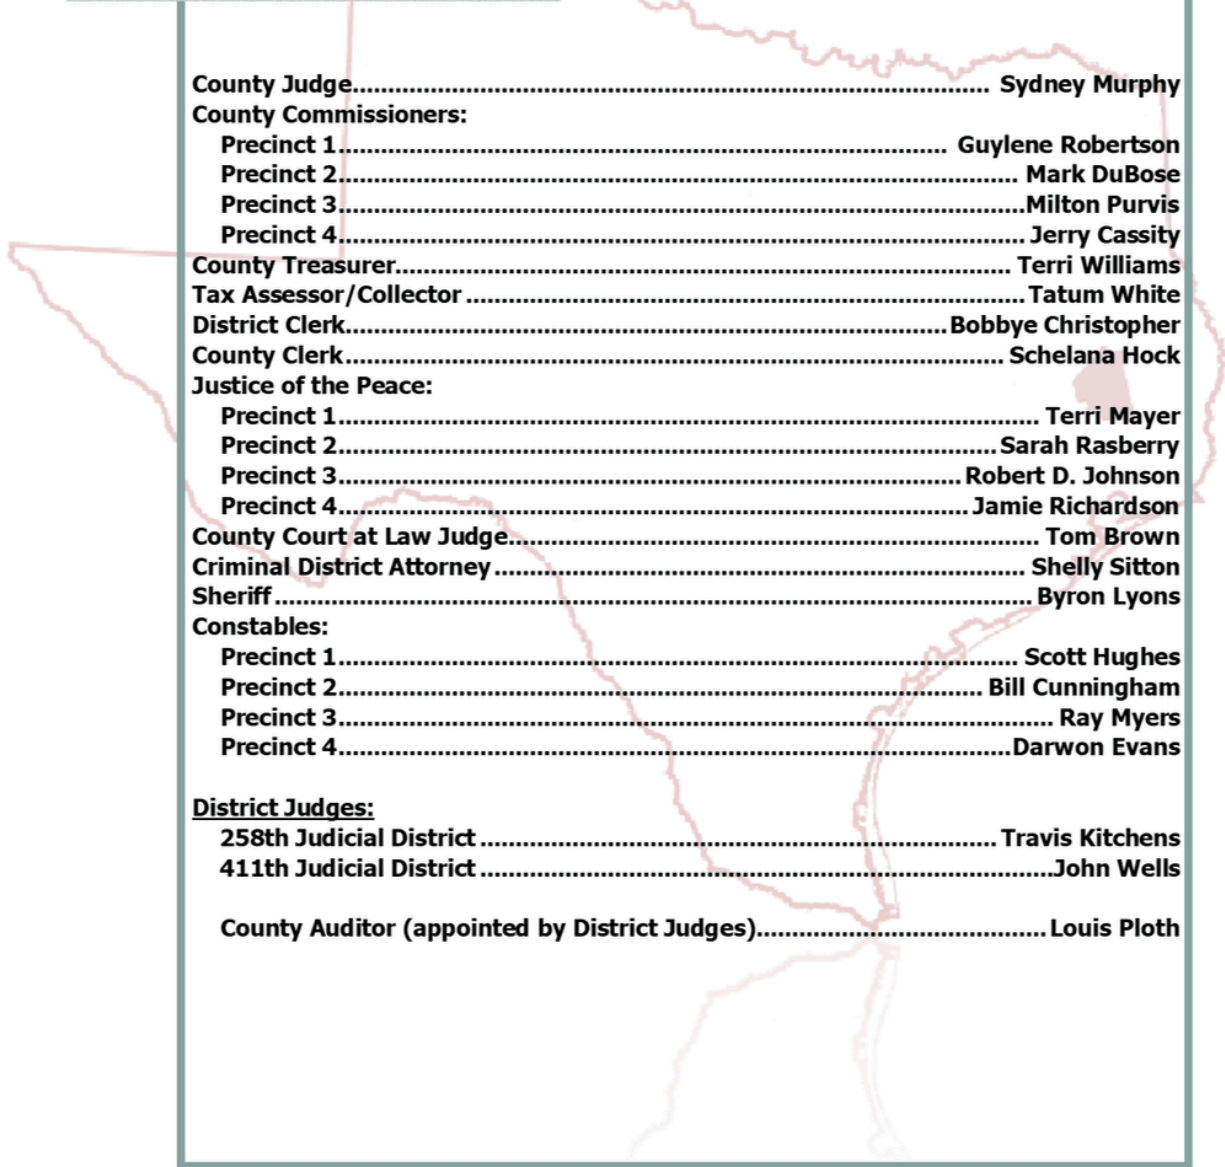 County Judge.......................................................................................... Sydney Murphy
County Commissioners:
Precinct 1...................................................................................... Guylene Robertson
Precinct 2................................................................................................ Mark DuBose
Precinct 3.................................................................................................Milton Purvis
Precinct 4................................................................................................. Jerry Cassity
County Treasurer....................................................................................... Terri Williams
Tax Assessor/Collector ...............................................................................Tatum White
District Clerk.....................................................................................Bobbye Christopher
County Clerk............................................................................................. Schelana Hock
Justice of the Peace:
Precinct 1................................................................................................... Terri Mayer
Precinct 2.............................................................................................Sarah Rasberry
Precinct 3........................................................................................Robert D. Johnson
Precinct 4.........................................................................................Jamie Richardson
County Court at Law Judge........................................................................... Tom Brown
Criminal District Attorney ........................................................................... Shelly Sitton
Sheriff ........................................................................................................... Byron Lyons
Constables:
Precinct 1................................................................................................ Scott Hughes
Precinct 2........................................................................................... Bill Cunningham
Precinct 3..................................................................................................... Ray Myers
Precinct 4...............................................................................................Darwon Evans
District Judges:
258th Judicial District .........................................................................Travis Kitchens
411th Judicial District .................................................................................John Wells
County Auditor (appointed by District Judges)......................................... Louis Ploth